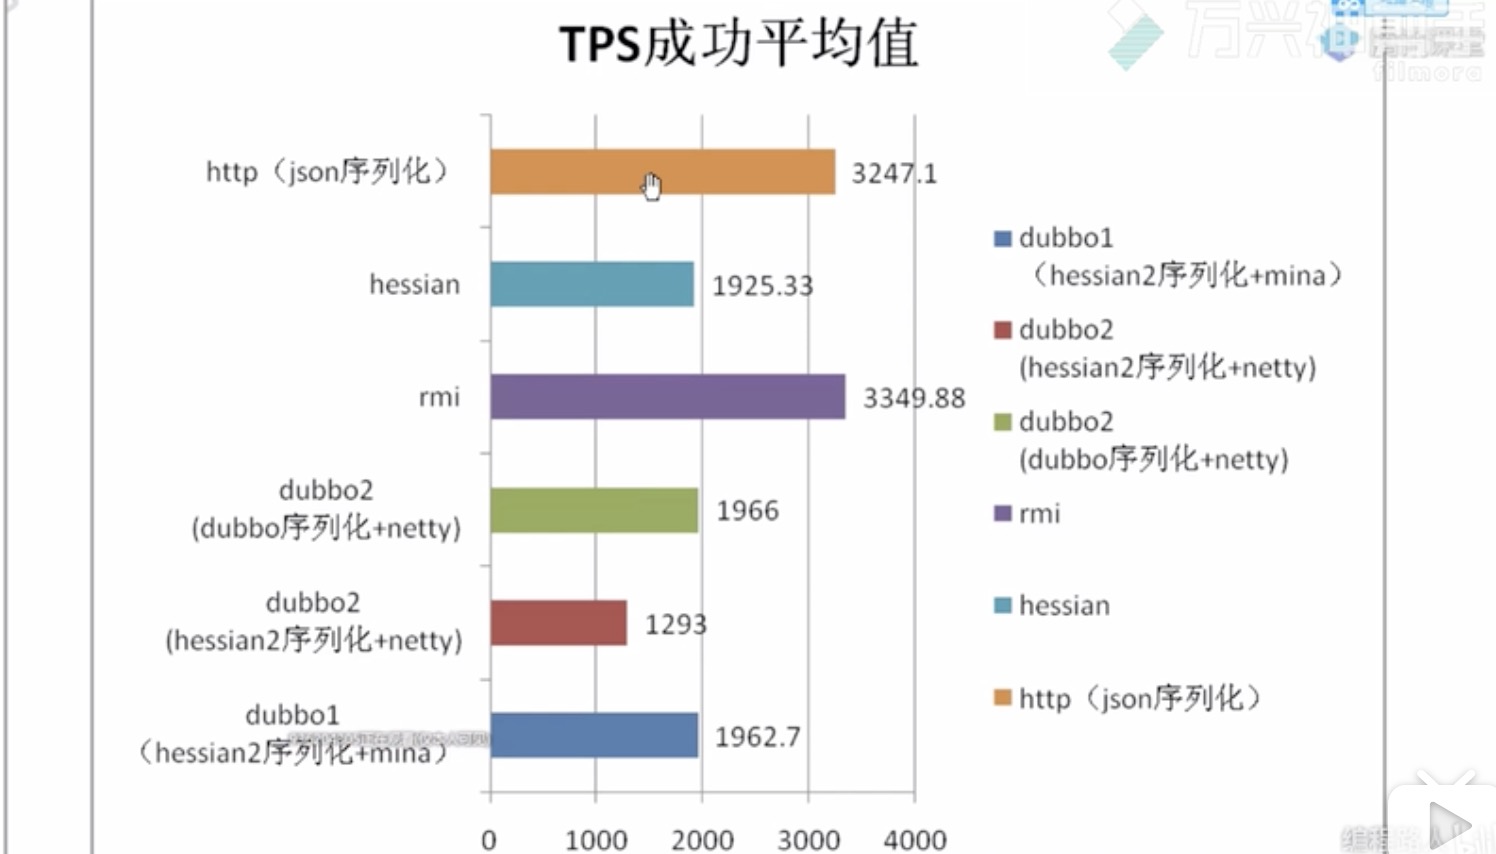 TPS成功平均值
filmora
http（json序列化）
3247.1
hessian
1925.33
rmi
3349.88
dubbo2
(dubbo序列化+netty)
1966
dubbo2
(hessian2序列化+netty)
1293
dubbo1
（hessian2序列化+mina）
1962.7
0 1000 2000 3000 4000
dubbo1
（hessian2序列化+mina）
dubbo2
(hessian2序列化+netty)
dubbo2
(dubbo序列化+netty)
rmi
hessian
http（json序列化）